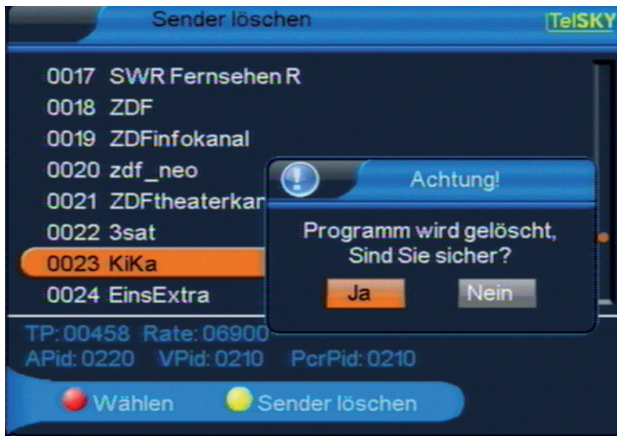 Sender löschen
TelSKY
0017 SWR Fernsehen R
0018 ZDF
0019 ZDFinfokanal
0020 zdf_neo
0021 ZDFtheaterkar
0022 3sat
0023 KiKa
0024 EinsExtra
Achtung!
Programm wird gelöscht,
Sind Sie sicher?
Ja Nein
TP:00458 Rate:06900
APid:0220 VPid:0210 PcrPid:0210
Wählen Sender löschen